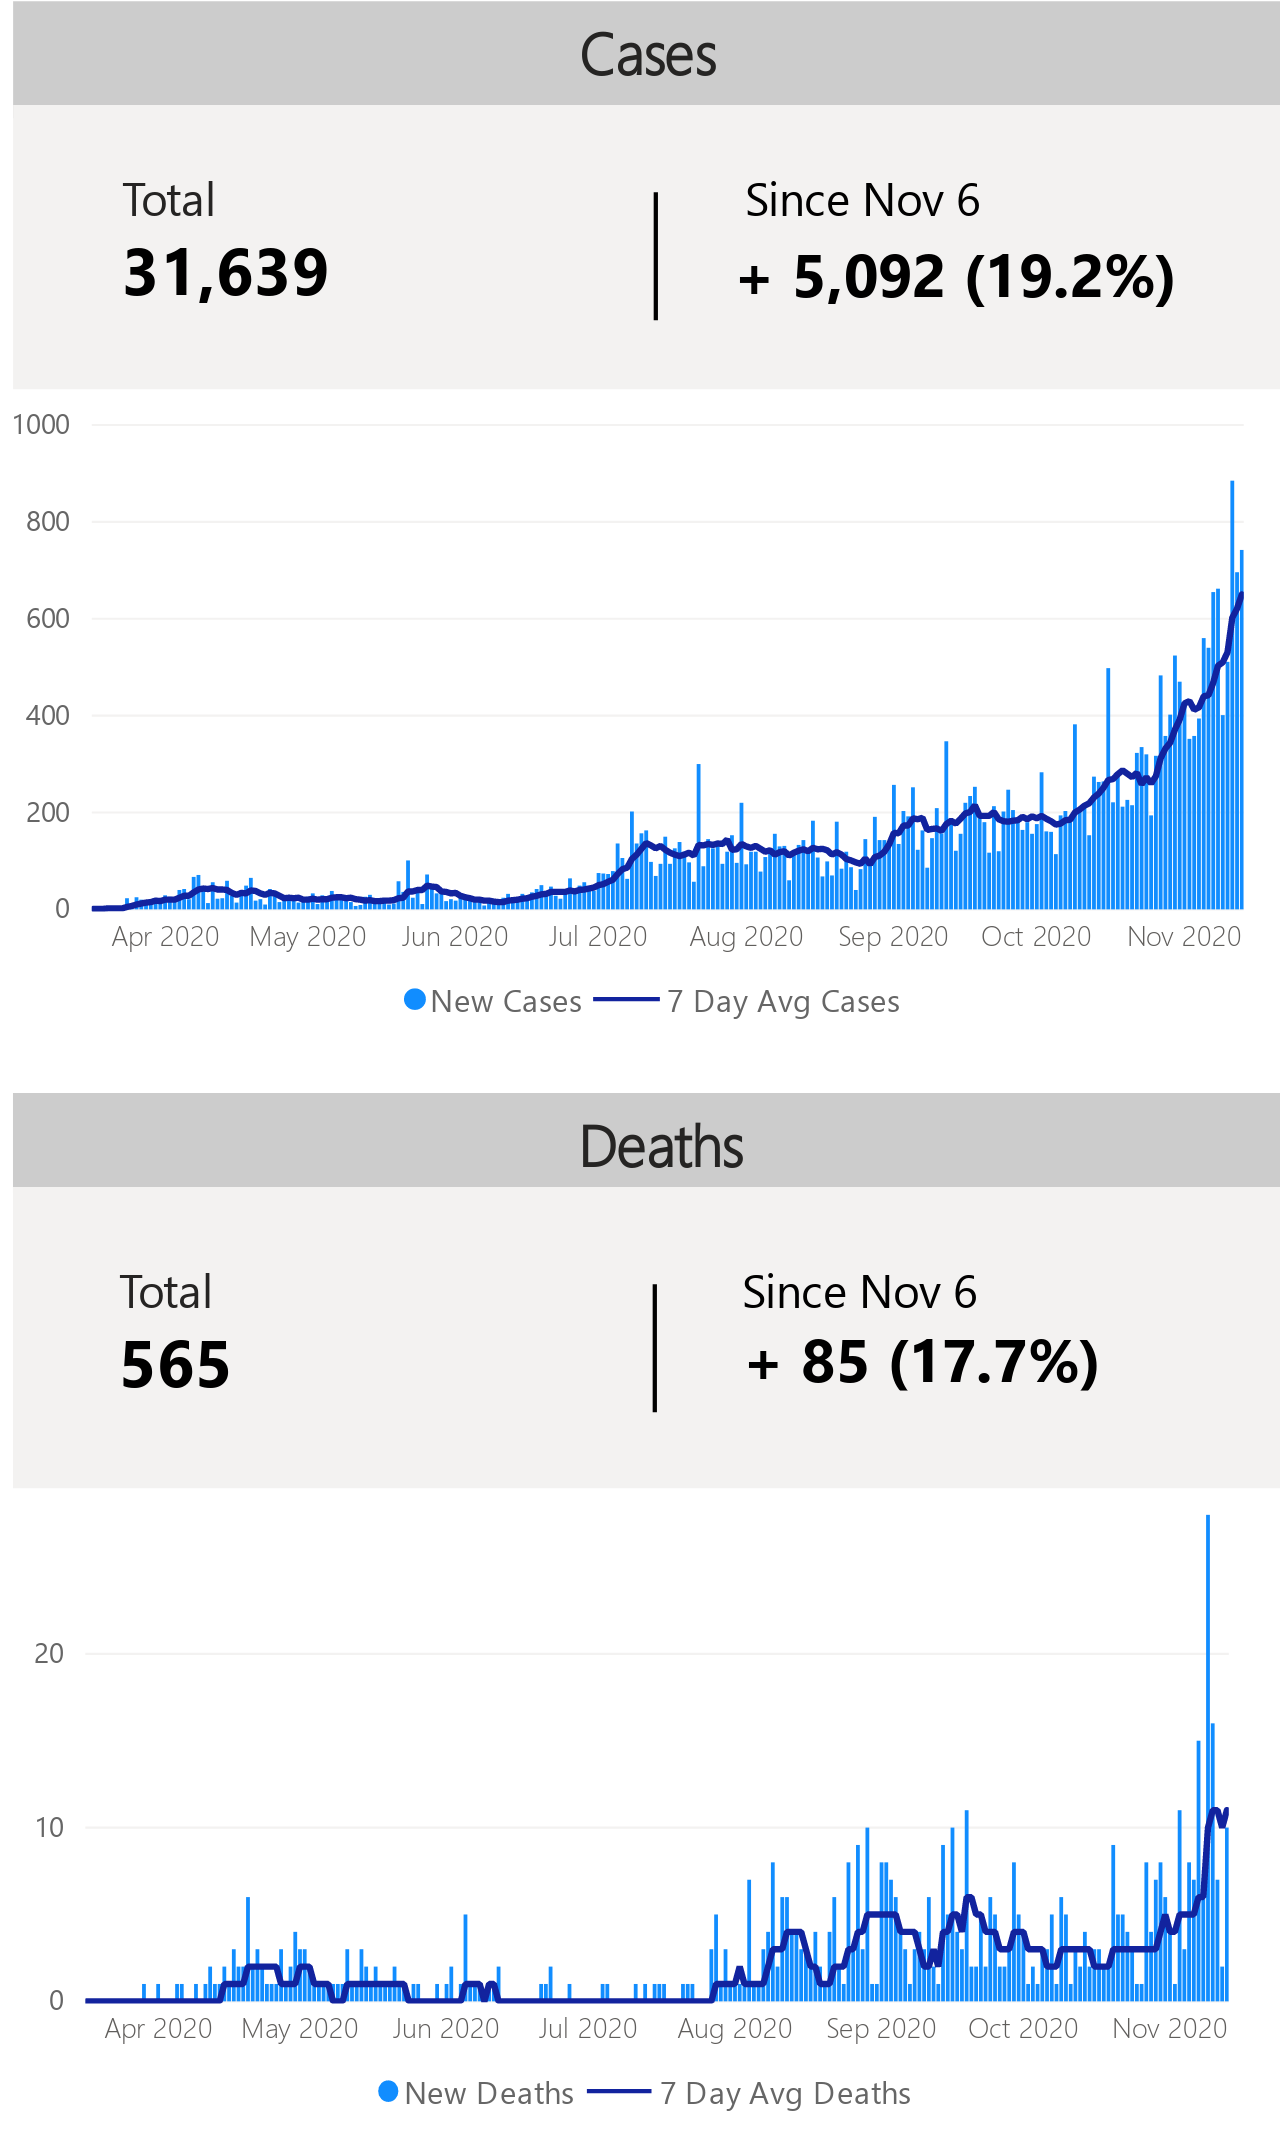 Cases
Total
Since Nov 6
31,639
+ 5,092 (19.2%)
1000
800
600
400
200
0
Apr 2020 May 2020 Jun 2020 Jul 2020 Aug 2020 Sep 2020 Oct 2020 Nov 2020
New Cases 7 Day Avg Cases
Deaths
Total
Since Nov 6
565
+ 85 (17.7%)
20
10
0
Apr 2020 May 2020 Jun 2020 Jul 2020 Aug 2020 Sep 2020 Oct 2020 Nov 2020
New Deaths 7 Day Avg Deaths